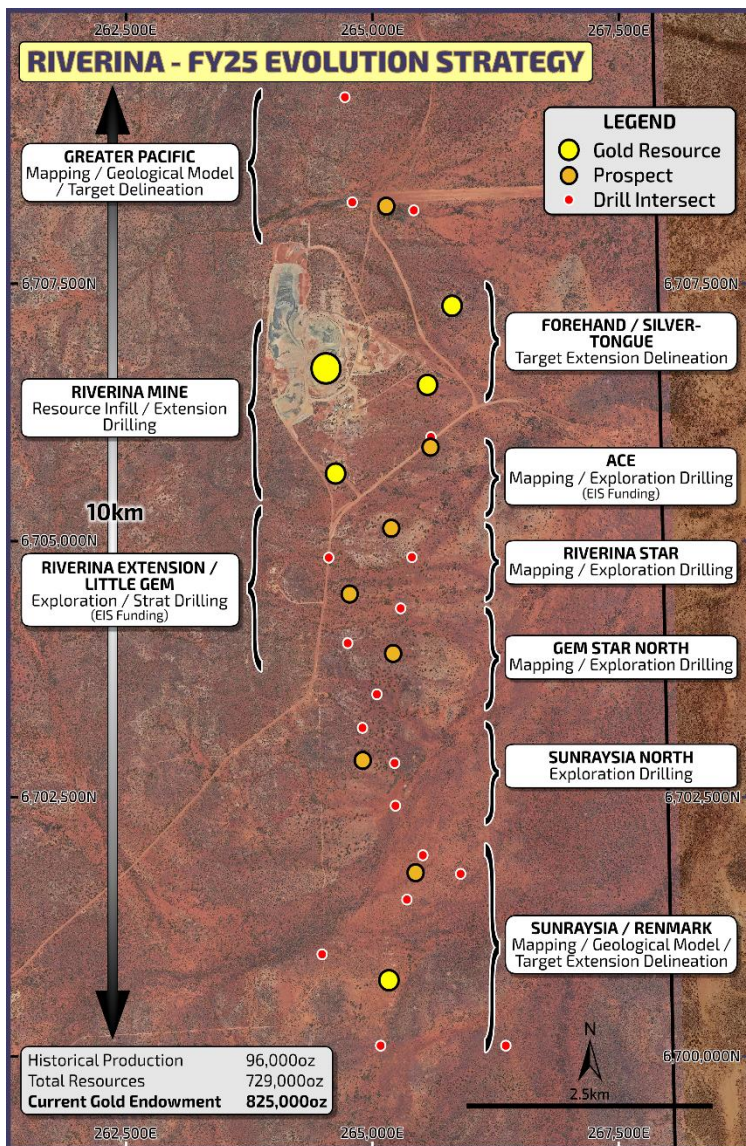 262,500E 265,000E 267,500E
RIVERINA - FY25 EVOLUTION STRATEGY
GREATER PACIFIC
Mapping / Geological Model
/ Target Delineation
LEGEND
Gold Resource
Prospect
Drill Intersect
6,707,500N 6,707,500N
FOREHAND / SILVER-
TONGUE
Target Extension Delineation
RIVERINA MINE
Resource Infill / Extension
Drilling
ACE
Mapping / Exploration Drilling
(EIS Funding)
10km
6,705,000N 6,705,000N
RIVERINA EXTENSION /
LITTLE GEM
Exploration / Strat Drilling
(EIS Funding)
RIVERINA STAR
Mapping / Exploration Drilling
GEM STAR NORTH
Mapping / Exploration Drilling
SUNRAYSIA NORTH
Exploration Drilling
6,702,500N 6,702,500N
SUNRAYSIA / RENMARK
Mapping / Geological Model /
Target Extension Delineation
Historical Production 96,000oz
Total Resources 729,000oz
Current Gold Endowment 825,000oz
N
6,700,000N
2.5km
262,500E 265,000E 267,500E